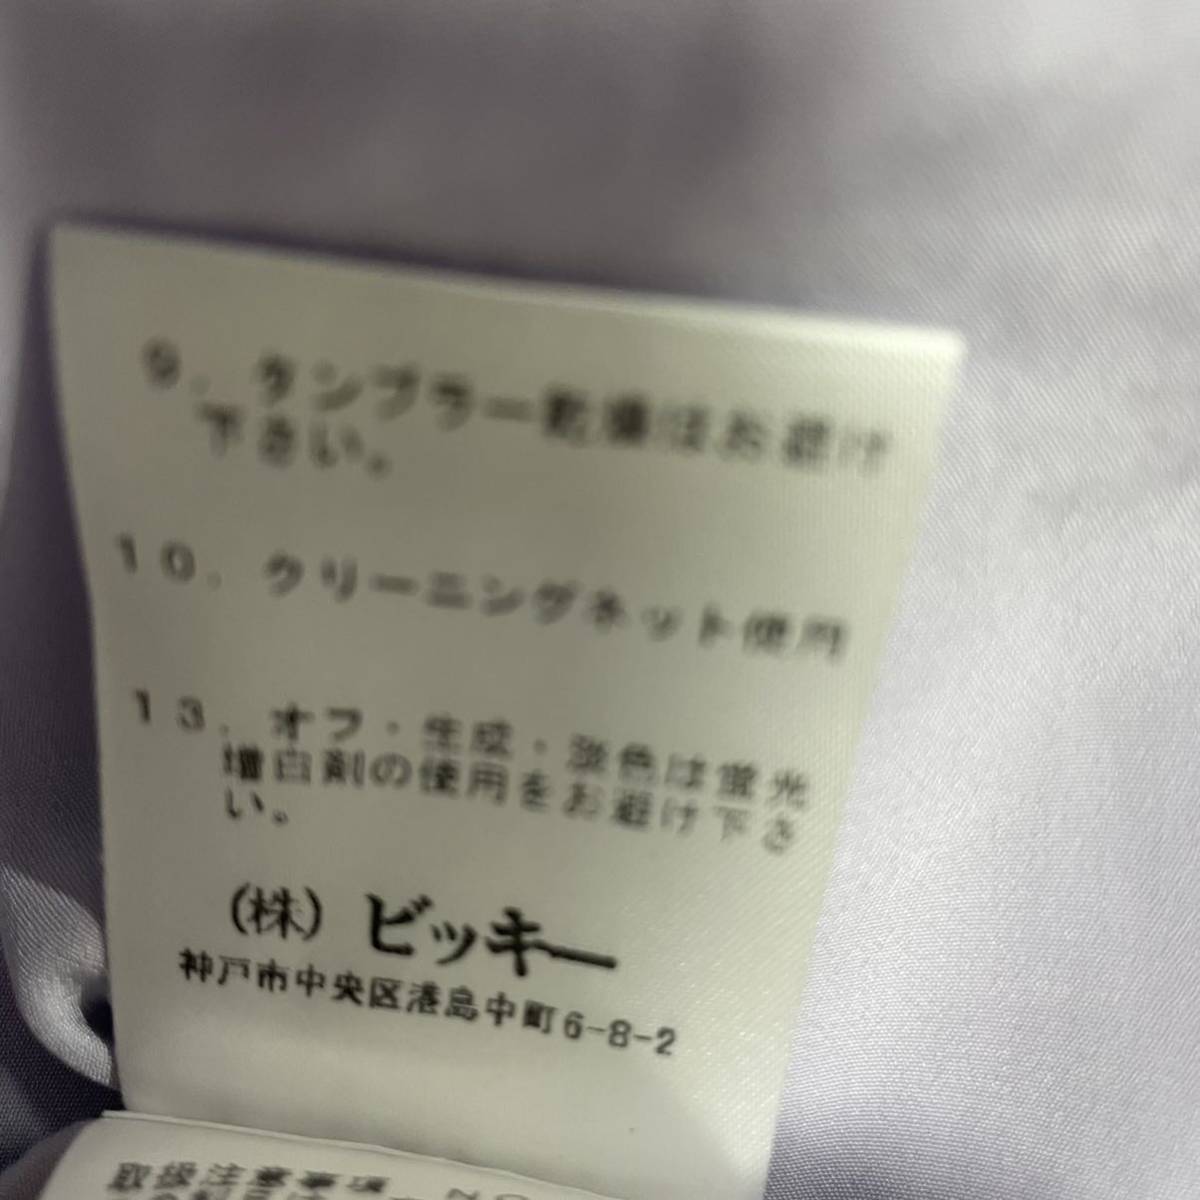 9．タンブラー乾燥はお避け
下さい。
10．クリーニングネット使用
13．オフ・生成・淡色は蛍光
増白剤の使用をお避け下さ
い。
(株) ビッキー
神戸市中央区港島中町6-8-2
取扱注意事項